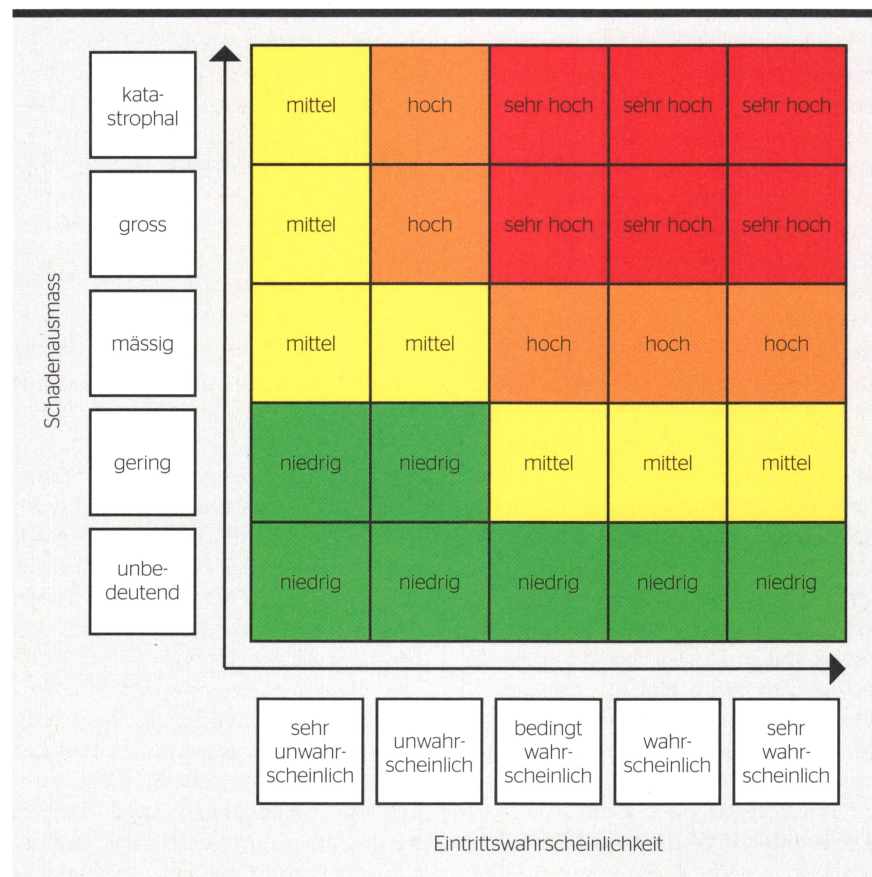 kata-
strophal
mittel
hoch
sehr hoch
sehr hoch
sehr hoch
gross
mittel
hoch
sehr hoch
sehr hoch
sehr hoch
Schadenausmass
mässig
mittel
mittel
hoch
hoch
hoch
gering
niedrig
niedrig
mittel
mittel
mittel
unbe-
deutend
niedrig
niedrig
niedrig
niedrig
niedrig
sehr
unwahr-
scheinlich
unwahr-
scheinlich
bedingt
wahr-
scheinlich
wahr-
scheinlich
sehr
wahr-
scheinlich
Eintrittswahrscheinlichkeit